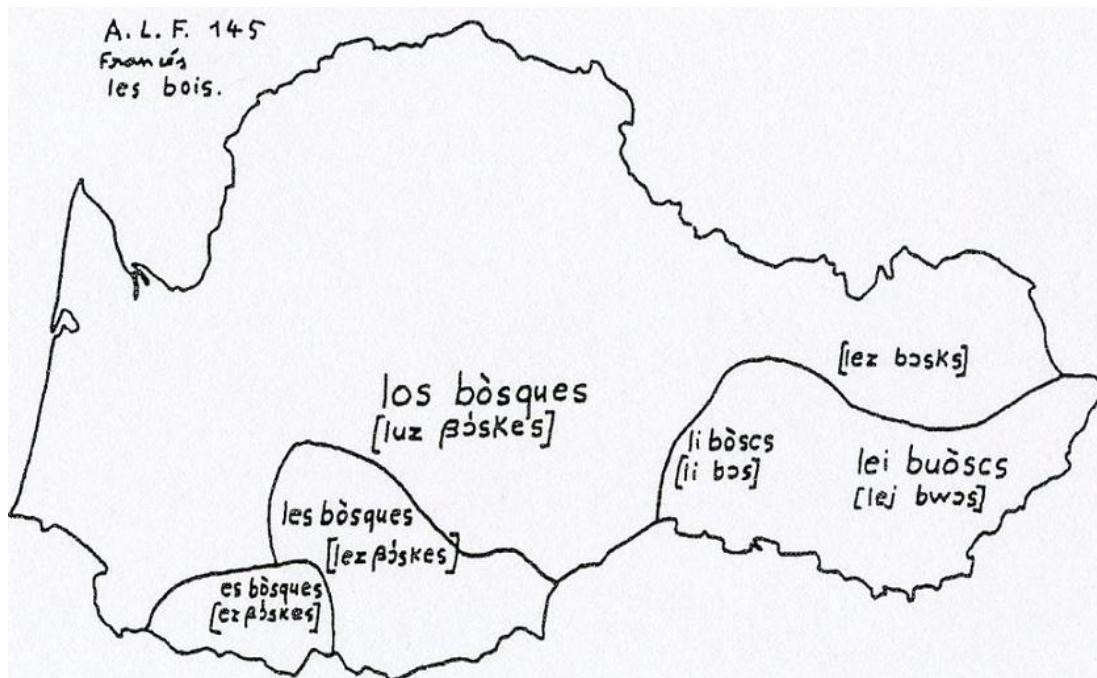 A. L. F. 145
Francés
les bois.
[lez bɔsks]
los bòsques
[luz βɔ́skes]
li bòscs
[li bɔs]
lei buòscs
[lej bwɔs]
les bòsques
[lez βɔ́skes]
es bòsques
[ez βɔ́skes]